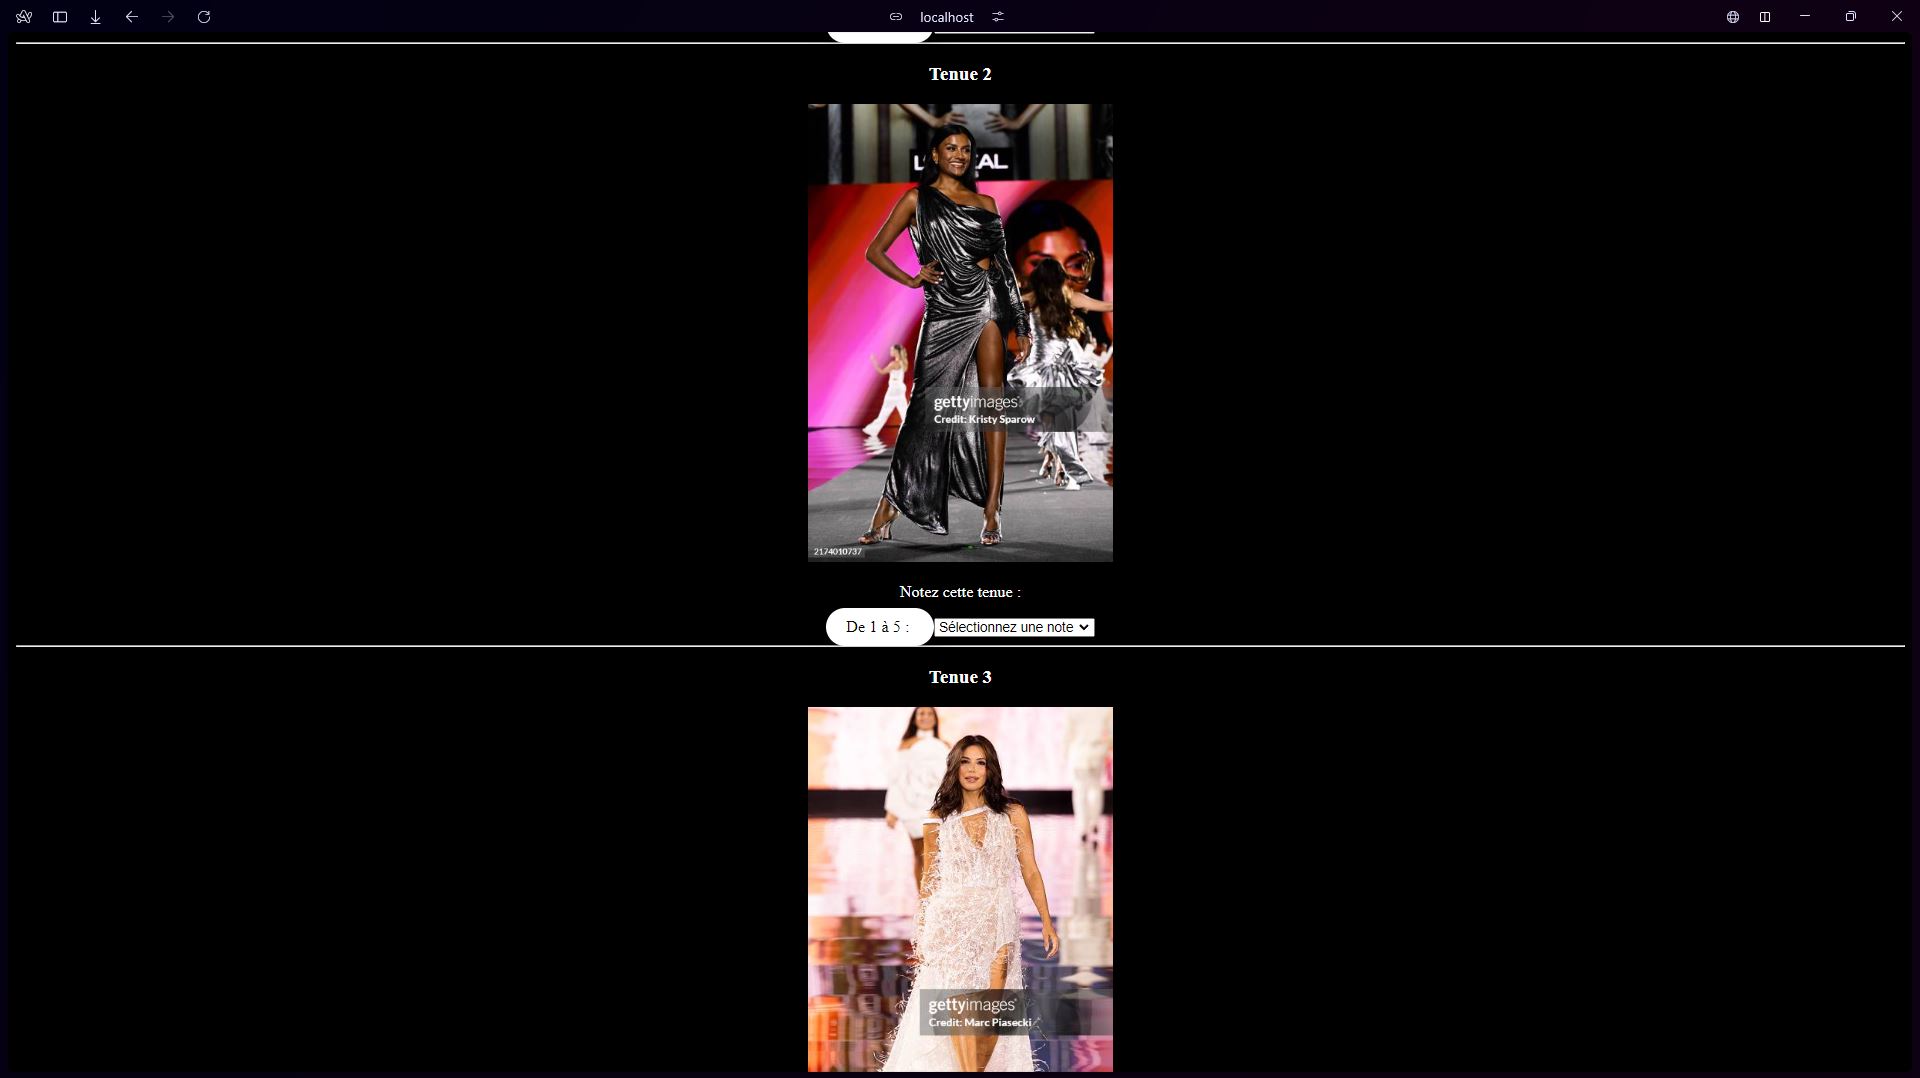 localhost
Tenue 2
L'ORÉAL
gettyimages
Credit: Kristy Sparow
2174010737
Notez cette tenue :
De 1 à 5 : Sélectionnez une note
Tenue 3
gettyimages
Credit: Marc Piasecki